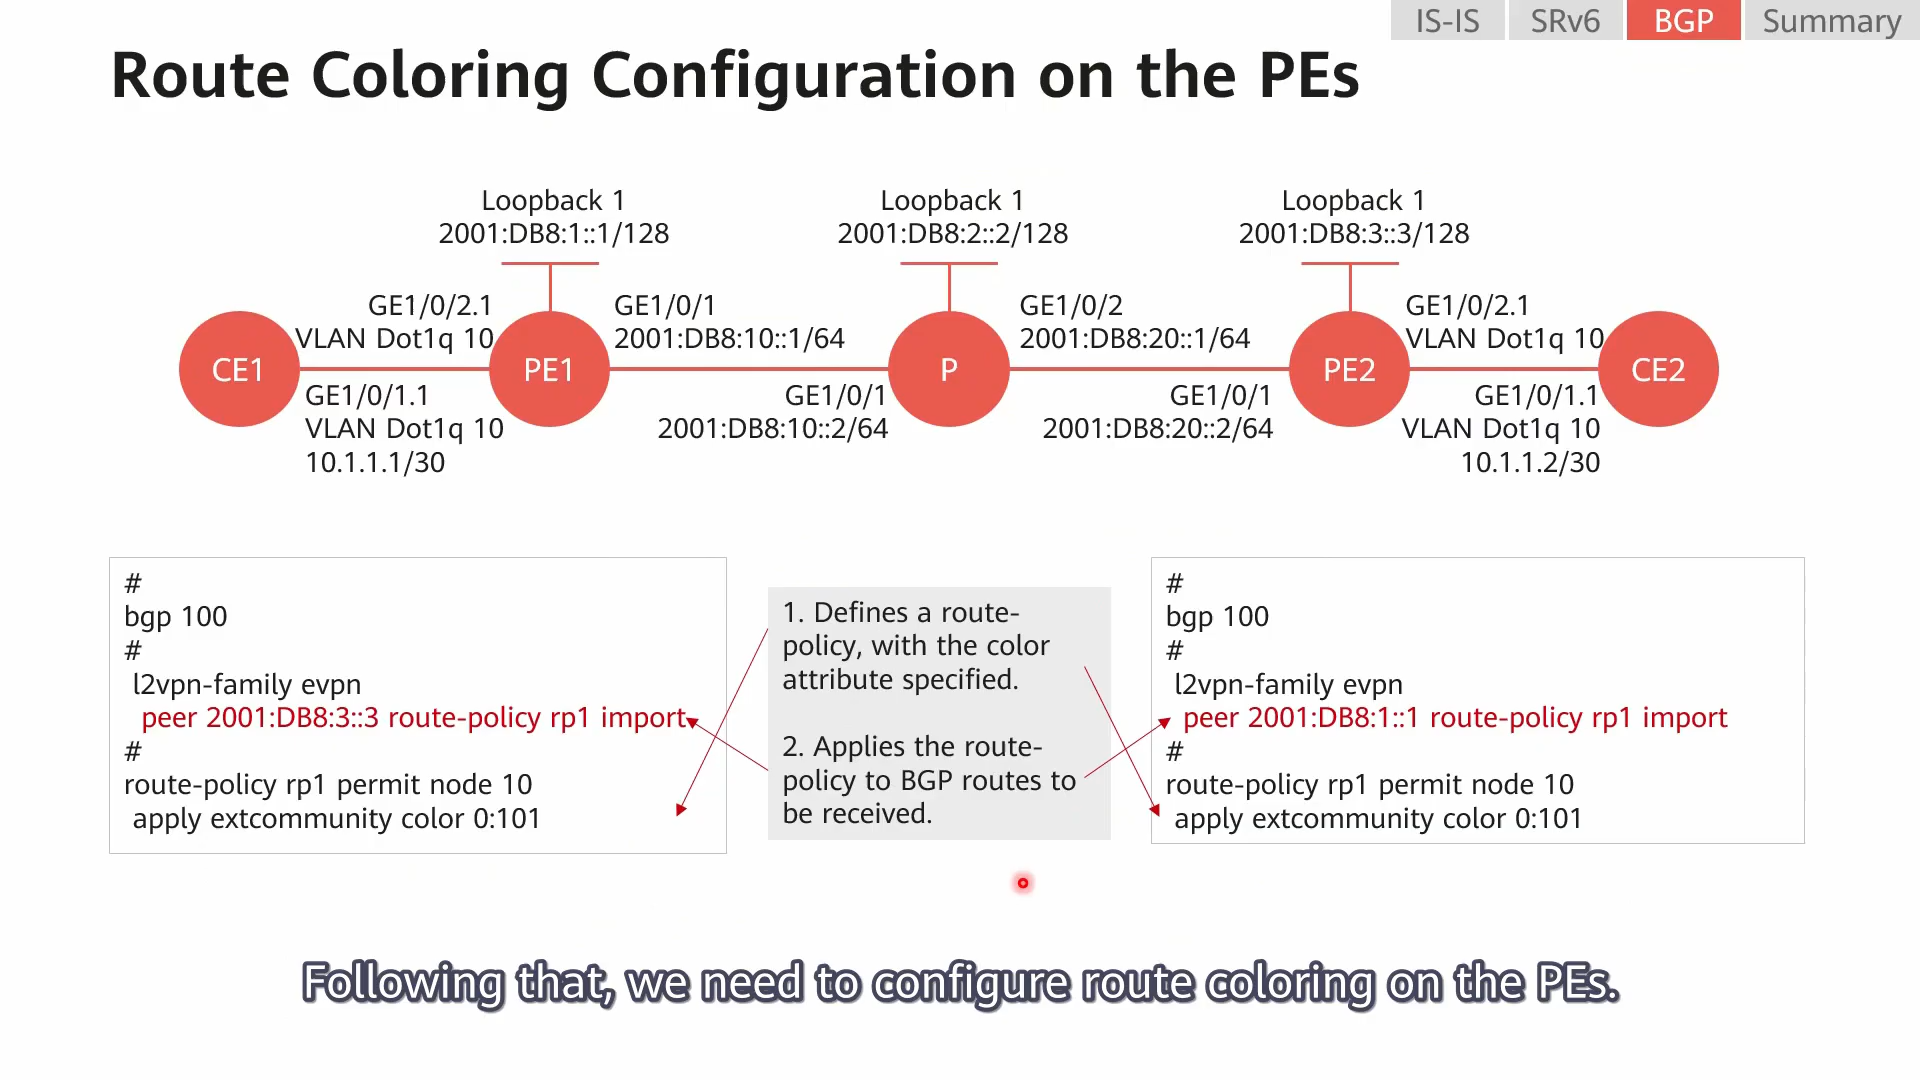 IS-IS
SRv6
BGP
Summary
Route Coloring Configuration on the PEs
Loopback 1
2001:DB8:1::1/128
Loopback 1
2001:DB8:2::2/128
Loopback 1
2001:DB8:3::3/128
GE1/0/2.1
VLAN Dot1q 10
GE1/0/1
2001:DB8:10::1/64
GE1/0/2
2001:DB8:20::1/64
GE1/0/2.1
VLAN Dot1q 10
CE1
PE1
P
PE2
CE2
GE1/0/1.1
VLAN Dot1q 10
10.1.1.1/30
GE1/0/1
2001:DB8:10::2/64
GE1/0/1
2001:DB8:20::2/64
GE1/0/1.1
VLAN Dot1q 10
10.1.1.2/30
#
bgp 100
#
l2vpn-family evpn
peer 2001:DB8:3::3 route-policy rp1 import
#
route-policy rp1 permit node 10
apply extcommunity color 0:101
1. Defines a route-
policy, with the color
attribute specified.
2. Applies the route-
policy to BGP routes to
be received.
#
bgp 100
#
l2vpn-family evpn
peer 2001:DB8:1::1 route-policy rp1 import
#
route-policy rp1 permit node 10
apply extcommunity color 0:101
Following that, we need to configure route coloring on the PEs.